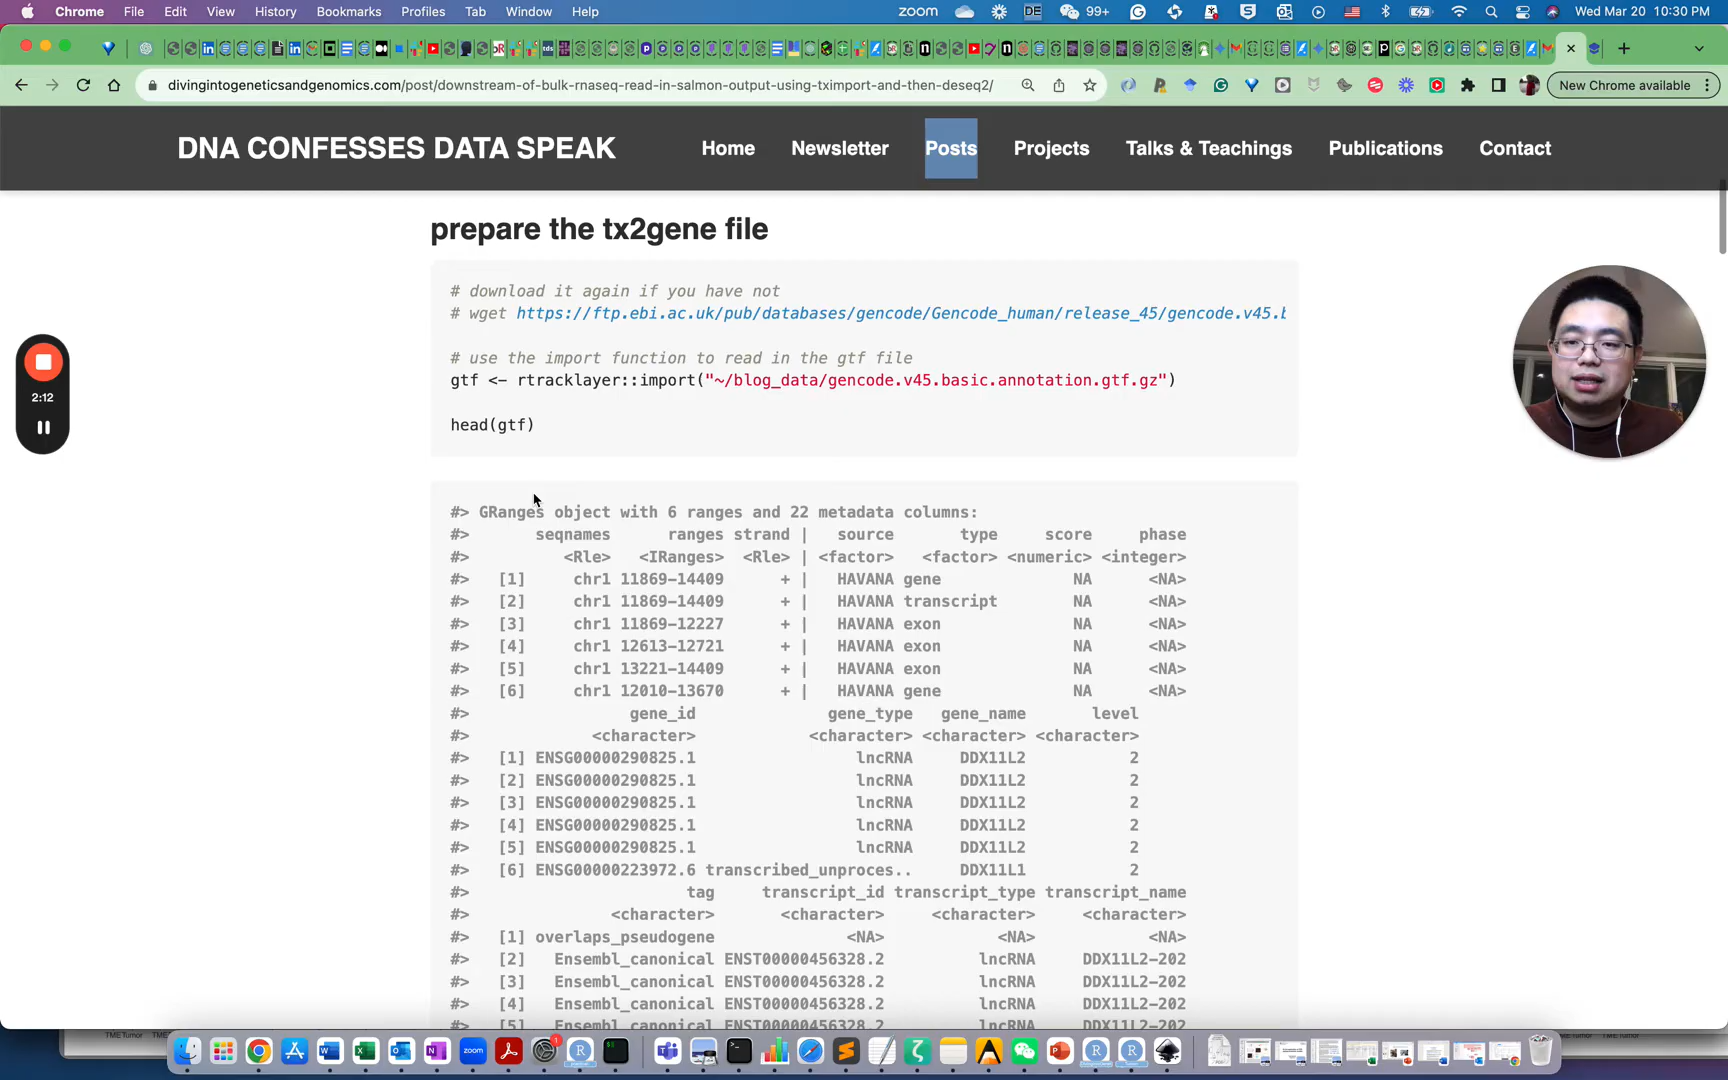 Chrome File Edit View History Bookmarks Profiles Tab Window Help
zoom DE 99+ Wed Mar 20 10:30 PM
divingintogeneticsandgenomics.com/post/downstream-of-bulk-rnaseq-read-in-salmon-output-using-tximport-and-then-deseq2/ New Chrome available
DNA CONFESSES DATA SPEAK Home Newsletter Posts Projects Talks & Teachings Publications Contact
prepare the tx2gene file
# download it again if you have not
# wget https://ftp.ebi.ac.uk/pub/databases/gencode/Gencode_human/release_45/gencode.v45.b
# use the import function to read in the gtf file
gtf <- rtracklayer::import("~/blog_data/gencode.v45.basic.annotation.gtf.gz")
head(gtf)
2:12
#> GRanges object with 6 ranges and 22 metadata columns:
#> seqnames ranges strand | source type score phase
#> <Rle> <IRanges> <Rle> | <factor> <factor> <numeric> <integer>
#> [1] chr1 11869-14409 + | HAVANA gene NA <NA>
#> [2] chr1 11869-14409 + | HAVANA transcript NA <NA>
#> [3] chr1 11869-12227 + | HAVANA exon NA <NA>
#> [4] chr1 12613-12721 + | HAVANA exon NA <NA>
#> [5] chr1 13221-14409 + | HAVANA exon NA <NA>
#> [6] chr1 12010-13670 + | HAVANA gene NA <NA>
#> gene_id gene_type gene_name level
#> <character> <character> <character> <character>
#> [1] ENSG00000290825.1 lncRNA DDX11L2 2
#> [2] ENSG00000290825.1 lncRNA DDX11L2 2
#> [3] ENSG00000290825.1 lncRNA DDX11L2 2
#> [4] ENSG00000290825.1 lncRNA DDX11L2 2
#> [5] ENSG00000290825.1 lncRNA DDX11L2 2
#> [6] ENSG00000223972.6 transcribed_unproces.. DDX11L1 2
#> tag transcript_id transcript_type transcript_name
#> <character> <character> <character> <character>
#> [1] overlaps_pseudogene <NA> <NA> <NA>
#> [2] Ensembl_canonical ENST00000456328.2 lncRNA DDX11L2-202
#> [3] Ensembl_canonical ENST00000456328.2 lncRNA DDX11L2-202
#> [4] Ensembl_canonical ENST00000456328.2 lncRNA DDX11L2-202
#> [5] Ensembl_canonical ENST00000456328.2 lncRNA DDX11L2-202
TMETumor
zoom